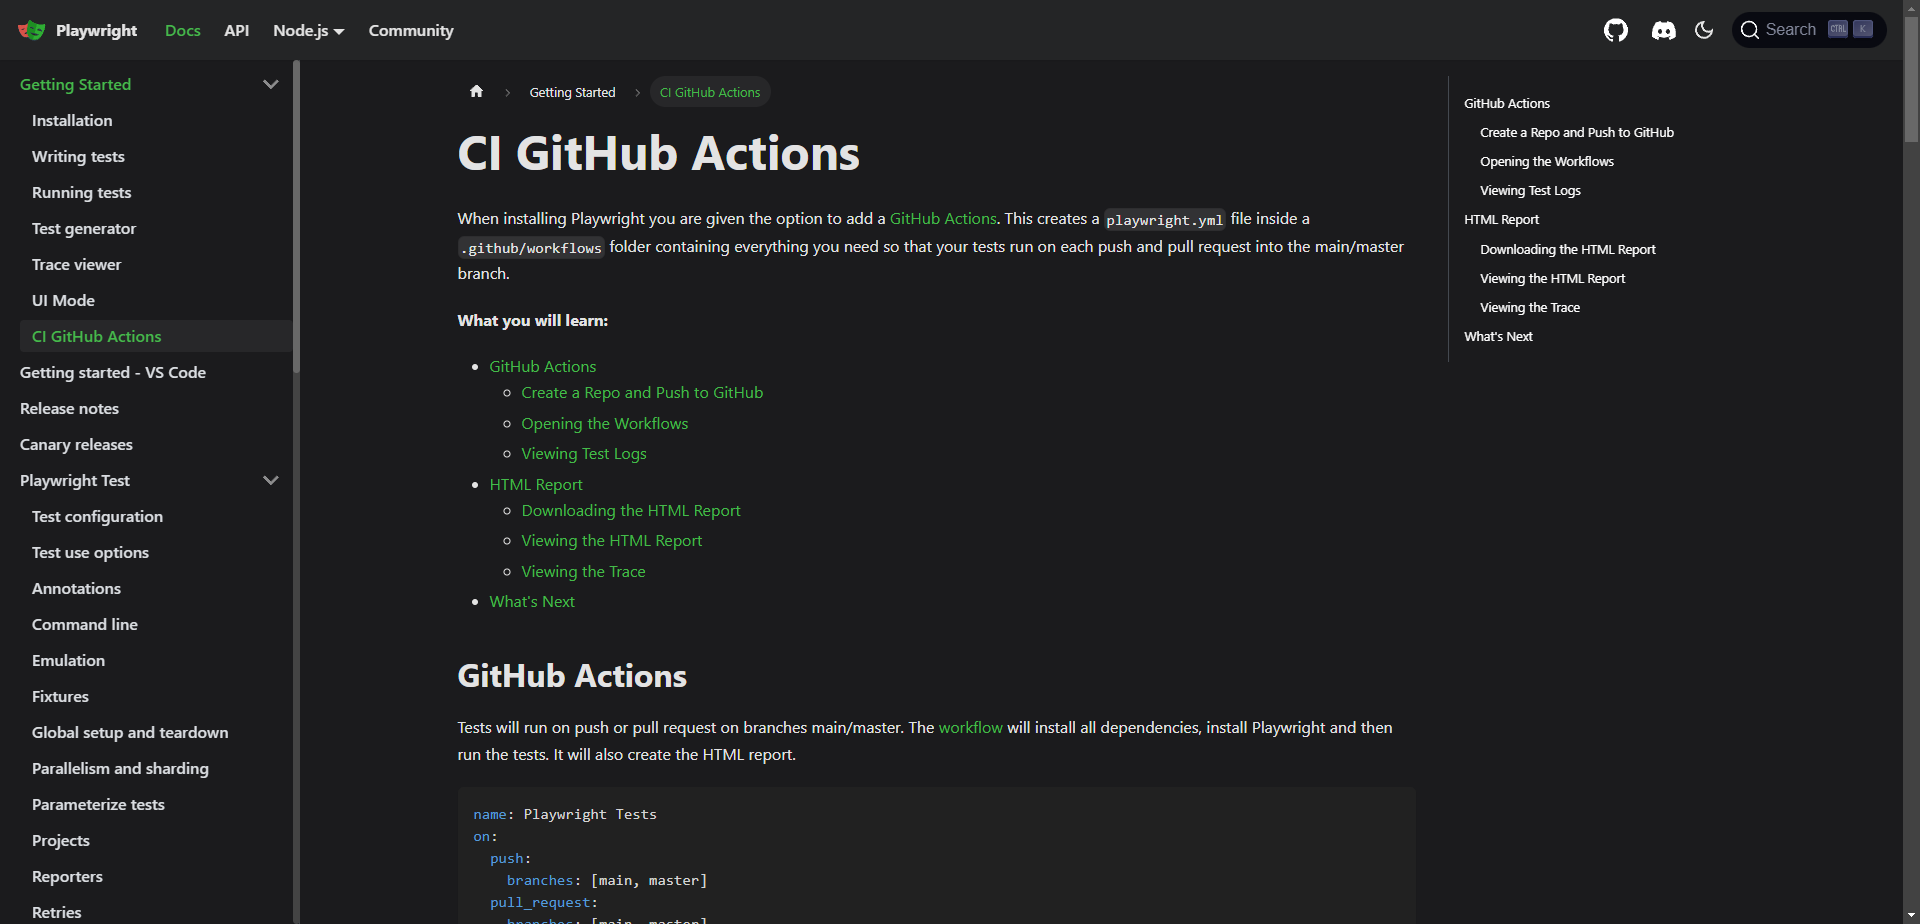 Playwright
Docs
API
Node.js
Community
Search
CTRL
K
Getting Started
Installation
Writing tests
Running tests
Test generator
Trace viewer
UI Mode
CI GitHub Actions
Getting started - VS Code
Release notes
Canary releases
Playwright Test
Test configuration
Test use options
Annotations
Command line
Emulation
Fixtures
Global setup and teardown
Parallelism and sharding
Parameterize tests
Projects
Reporters
Retries
Getting Started
CI GitHub Actions
CI GitHub Actions
When installing Playwright you are given the option to add a GitHub Actions. This creates a playwright.yml file inside a
.github/workflows folder containing everything you need so that your tests run on each push and pull request into the main/master
branch.
What you will learn:
GitHub Actions
Create a Repo and Push to GitHub
Opening the Workflows
Viewing Test Logs
HTML Report
Downloading the HTML Report
Viewing the HTML Report
Viewing the Trace
What's Next
GitHub Actions
Tests will run on push or pull request on branches main/master. The workflow will install all dependencies, install Playwright and then
run the tests. It will also create the HTML report.
name: Playwright Tests
on:
push:
branches: [main, master]
pull_request:
branches: [main, master]
GitHub Actions
Create a Repo and Push to GitHub
Opening the Workflows
Viewing Test Logs
HTML Report
Downloading the HTML Report
Viewing the HTML Report
Viewing the Trace
What's Next